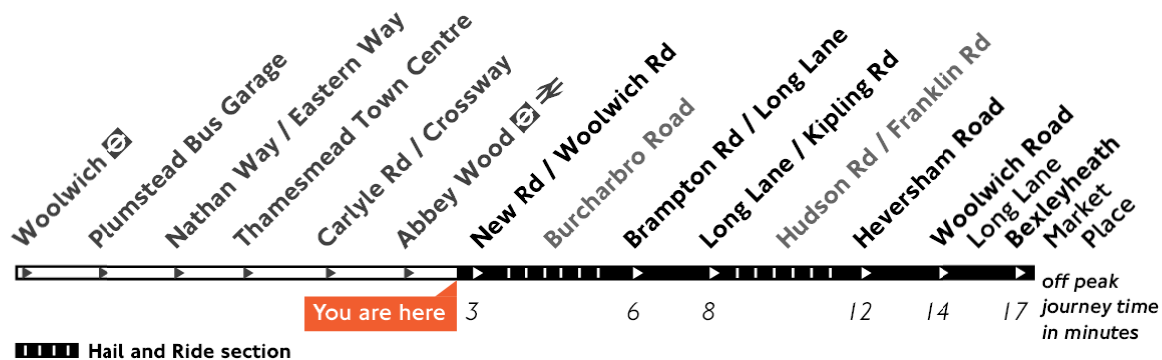 Woolwich
Plumstead Bus Garage
Nathan Way / Eastern Way
Thamesmead Town Centre
Carlyle Rd / Crossway
Abbey Wood
New Rd / Woolwich Rd
Burcharbro Road
Brampton Rd / Long Lane
Long Lane / Kipling Rd
Hudson Rd / Franklin Rd
Heversham Road
Woolwich Road
Long Lane
Bexleyheath
Market
Place
You are here
3
6
8
12
14
17
off peak
journey time
in minutes
Hail and Ride section